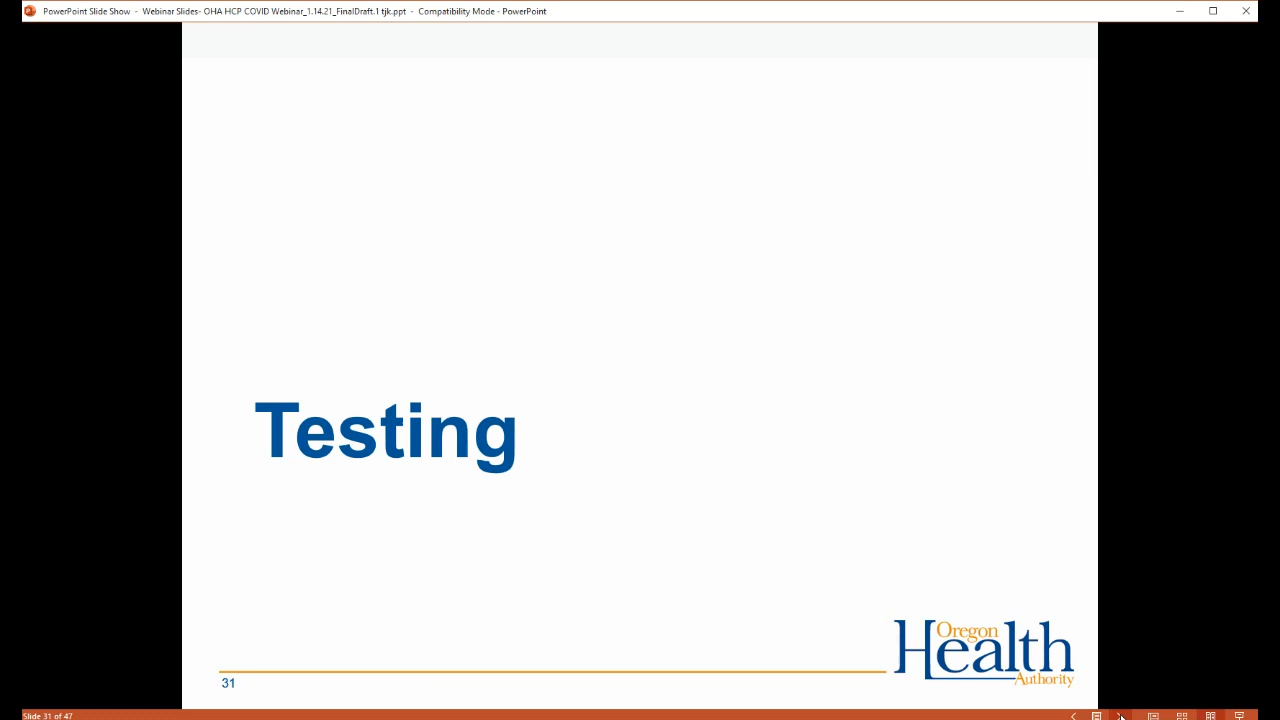 PowerPoint Slide Show - Webinar Slides- OHA HCP COVID Webinar_1.14.21_FinalDraft.1 tjk.ppt - Compatibility Mode - PowerPoint
Testing
Oregon
Health
Authority
31
Slide 31 of 47